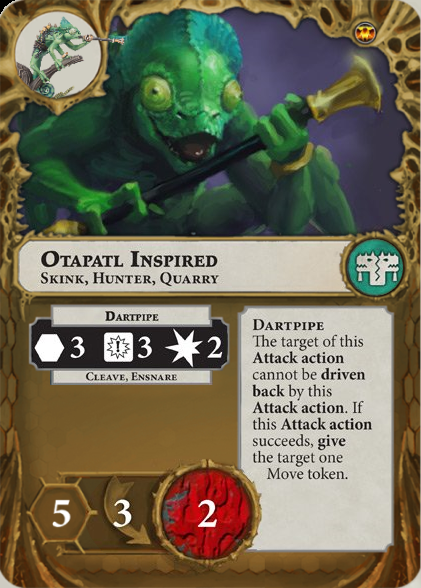 Otapatl Inspired
Skink, Hunter, Quarry
Dartpipe
3 ! 3 2
Cleave, Ensnare
Dartpipe
The target of this
Attack action
cannot be driven
back by this
Attack action. If
this Attack action
succeeds, give
the target one
Move token.
5 3 2